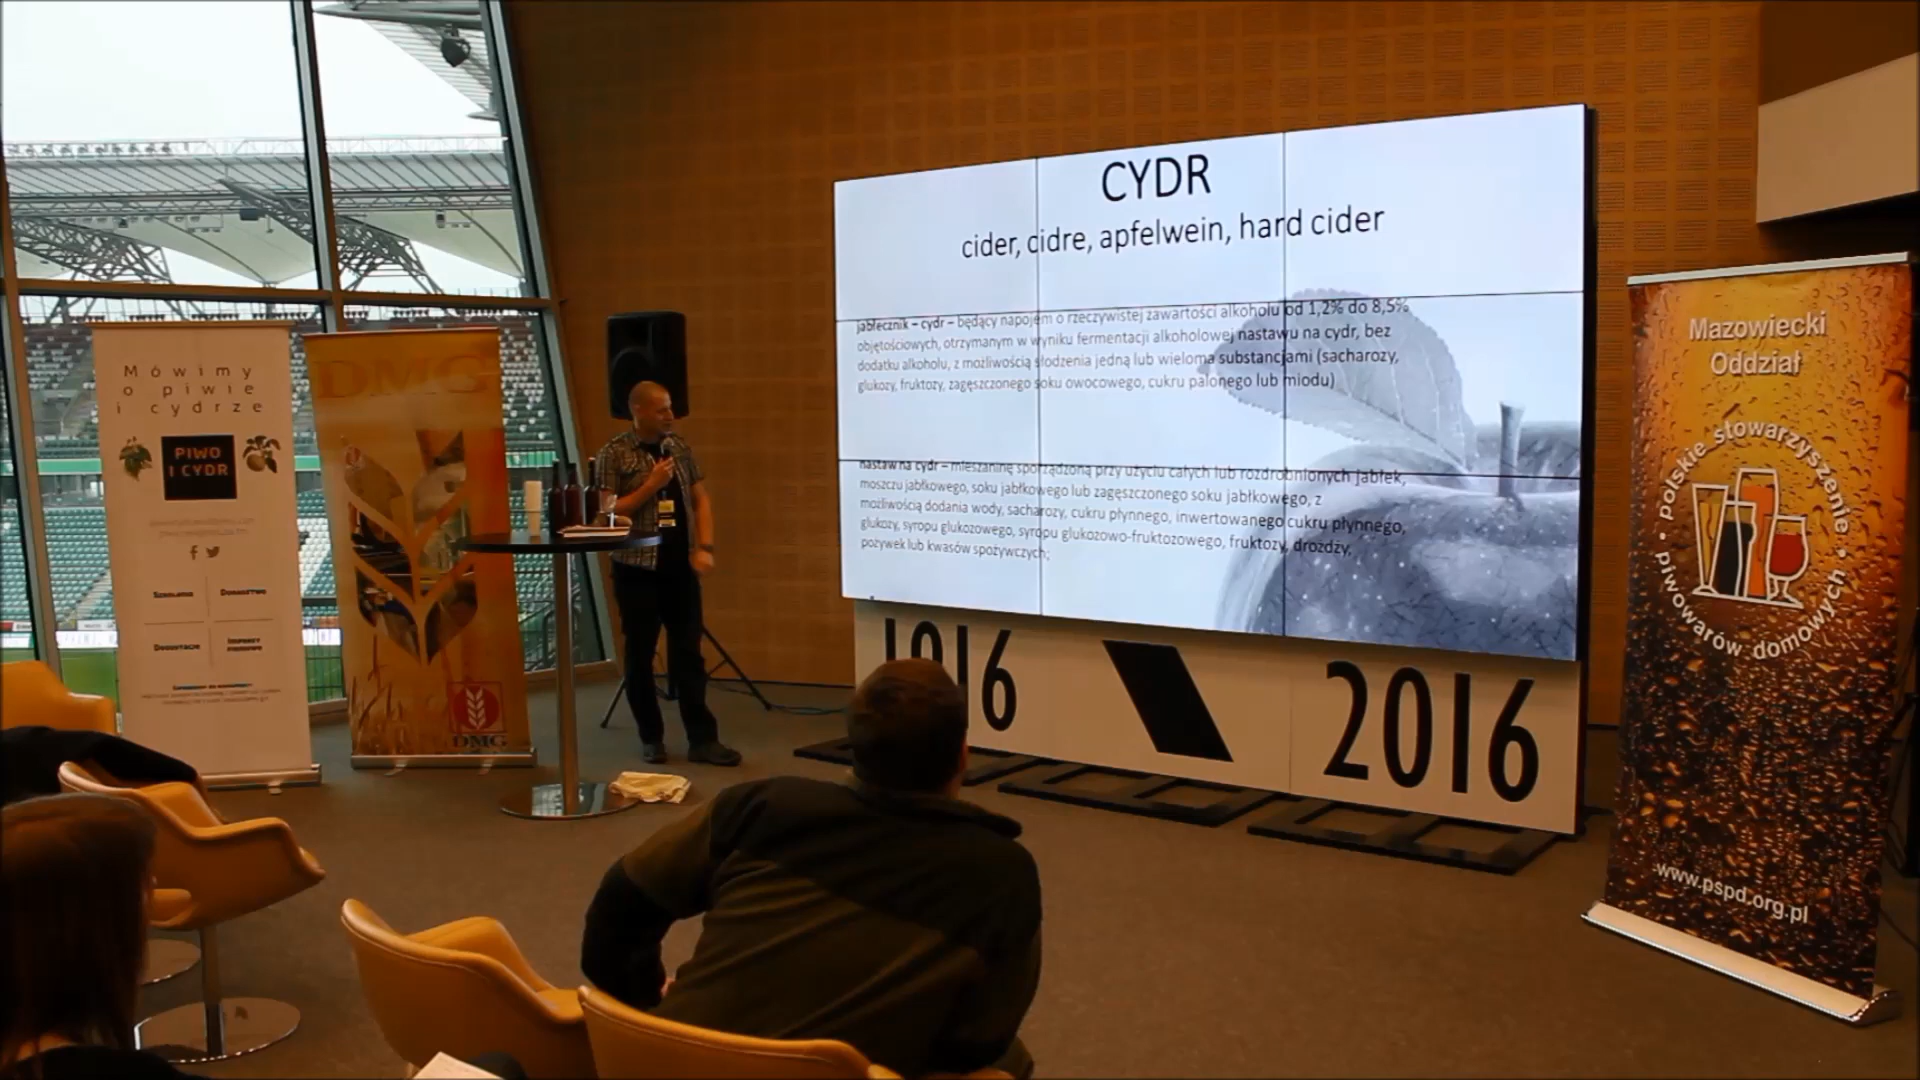 CYDR
cider, cidre, apfelwein, hard cider
jabłecznik – cydr – będący napojem o rzeczywistej zawartości alkoholu od 1,2% do 8,5%
objętościowych, otrzymanym w wyniku fermentacji alkoholowej nastawu na cydr, bez
dodatku alkoholu, z możliwością słodzenia jedną lub wieloma substancjami (sacharozy,
glukozy, fruktozy, zagęszczonego soku owocowego, cukru palonego lub miodu)
nastaw na cydr – mieszaninę sporządzoną przy użyciu całych lub rozdrobnionych jabłek,
moszczu jabłkowego, soku jabłkowego lub zagęszczonego soku jabłkowego, z
możliwością dodania wody, sacharozy, cukru płynnego, inwertowanego cukru płynnego,
glukozy, syropu glukozowego, syropu glukozowo-fruktozowego, fruktozy, drożdży,
pożywek lub kwasów spożywczych;
1916
2016
Mówimy
o piwie
i cydrze
PIWO
I CYDR
Szkolenia
Doradztwo
Degustacje
DMG
DMG
Mazowiecki
Oddział
polskie stowarzyszenie
piwowarów domowych
www.pspd.org.pl